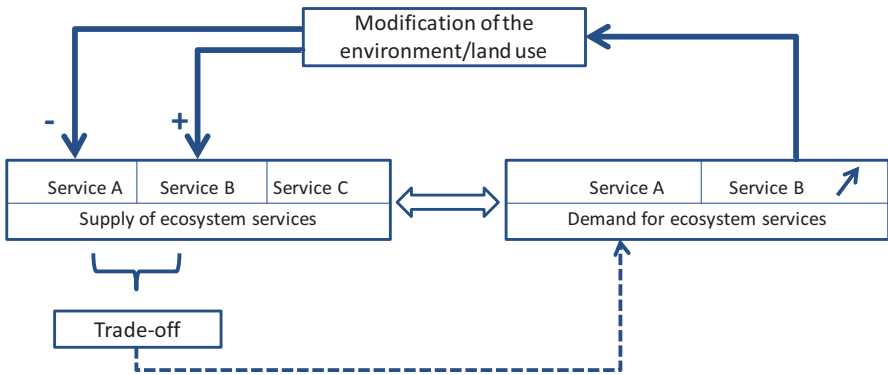 Modification of the
environment/land use
-
+
Service A
Service B
Service C
Supply of ecosystem services
Service A
Service B
Demand for ecosystem services
Trade-off